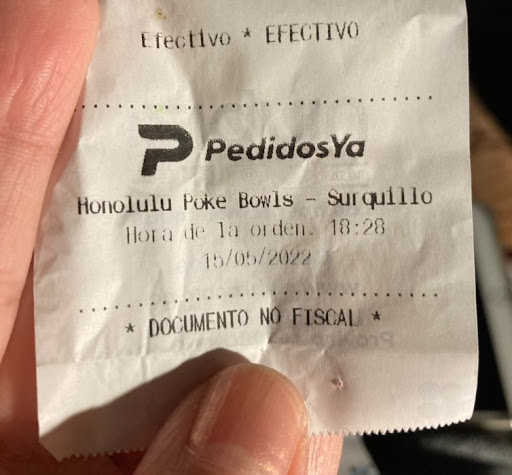 Efectivo * EFECTIVO
PedidosYa
Honolulu Poke Bowls - Surquillo
Hora de la orden. 18:28
15/05/2022
* DOCUMENTO NO FISCAL *